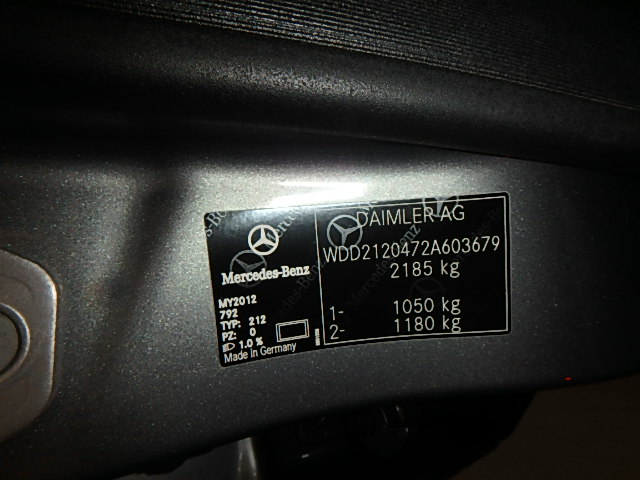 Mercedes-Benz
MY2012
792
TYP: 212
PZ: 0
1.0 %
Made in Germany
DAIMLER AG
WDD2120472A603679
2185 kg
1- 1050 kg
2- 1180 kg